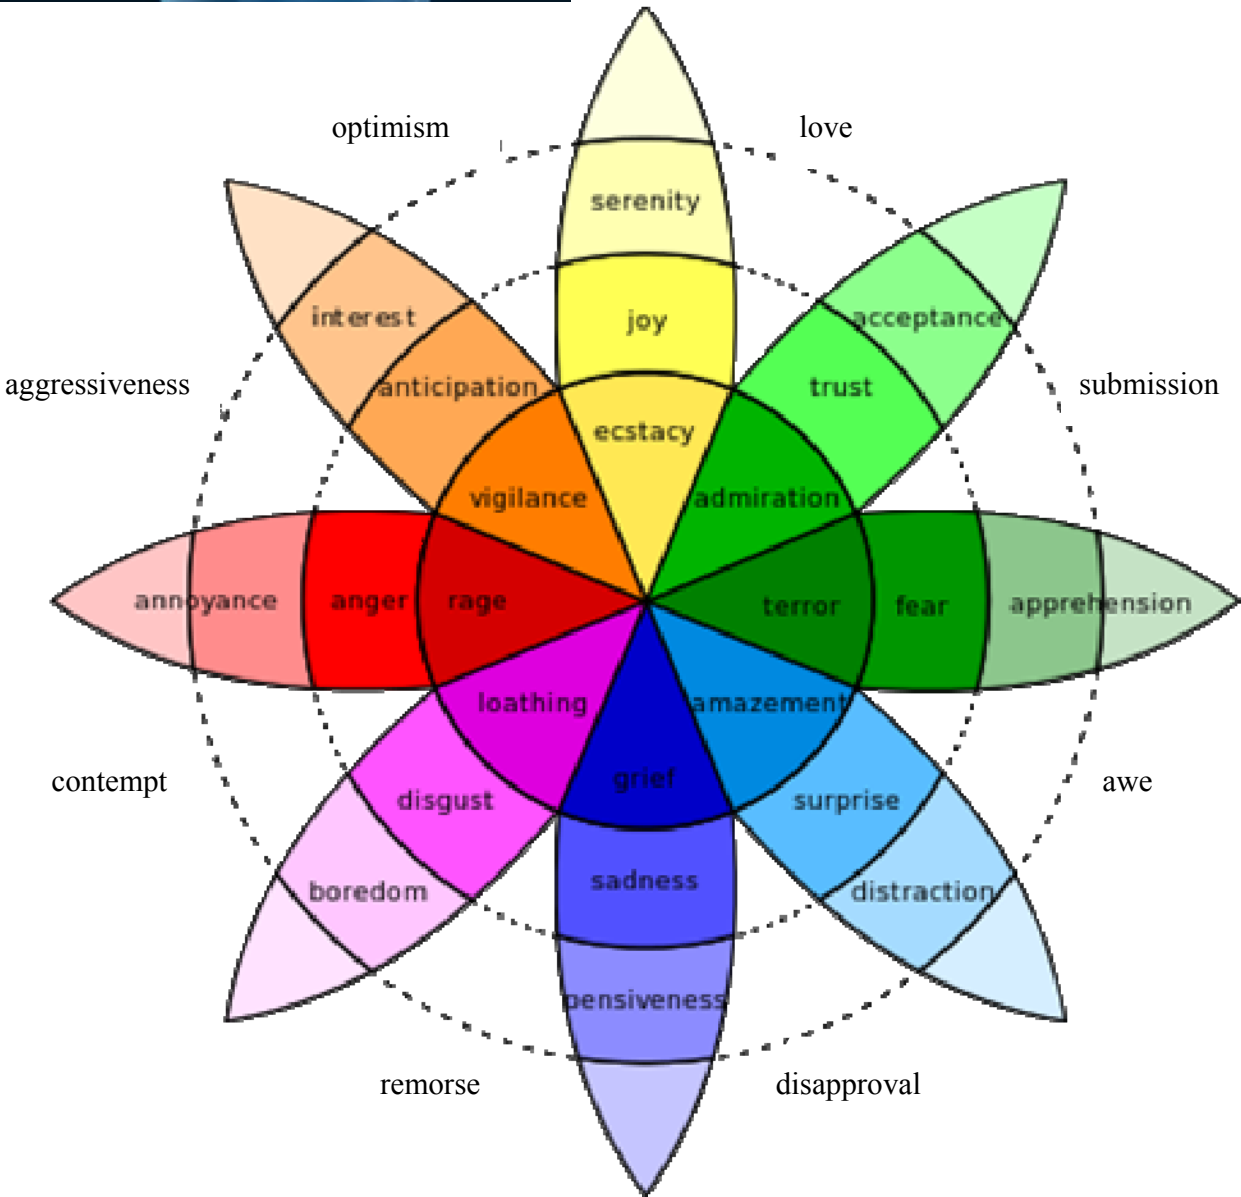 optimism
love
serenity
interest
acceptance
joy
aggressiveness
anticipation
trust
submission
ecstacy
vigilance
admiration
annoyance
anger
rage
terror
fear
apprehension
loathing
amazement
contempt
grief
awe
disgust
surprise
sadness
boredom
distraction
pensiveness
remorse
disapproval